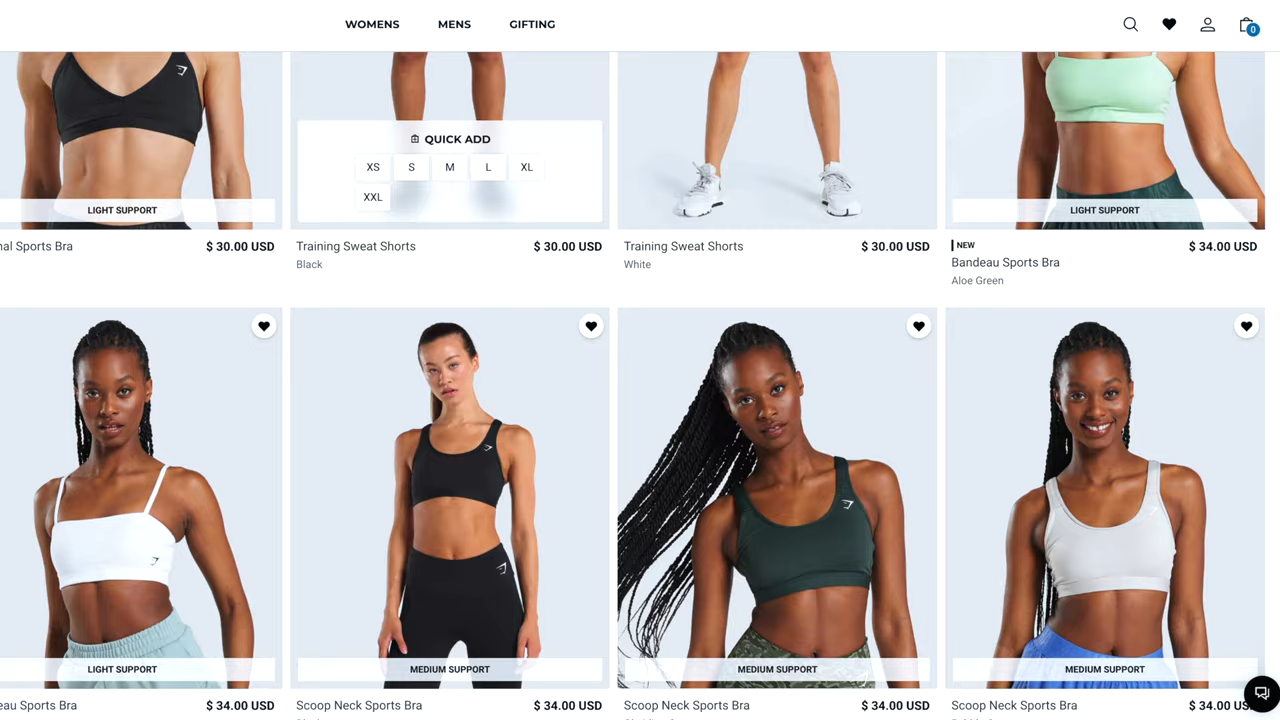 WOMENS MENS GIFTING
0
QUICK ADD
XS S M L XL
XXL
LIGHT SUPPORT
LIGHT SUPPORT
Sports Bra
$ 30.00 USD
Training Sweat Shorts
$ 30.00 USD
Black
Training Sweat Shorts
$ 30.00 USD
White
NEW
$ 34.00 USD
Bandeau Sports Bra
Aloe Green
LIGHT SUPPORT
MEDIUM SUPPORT
MEDIUM SUPPORT
MEDIUM SUPPORT
Sports Bra
$ 34.00 USD
Scoop Neck Sports Bra
$ 34.00 USD
Scoop Neck Sports Bra
$ 34.00 USD
Scoop Neck Sports Bra
$ 34.00